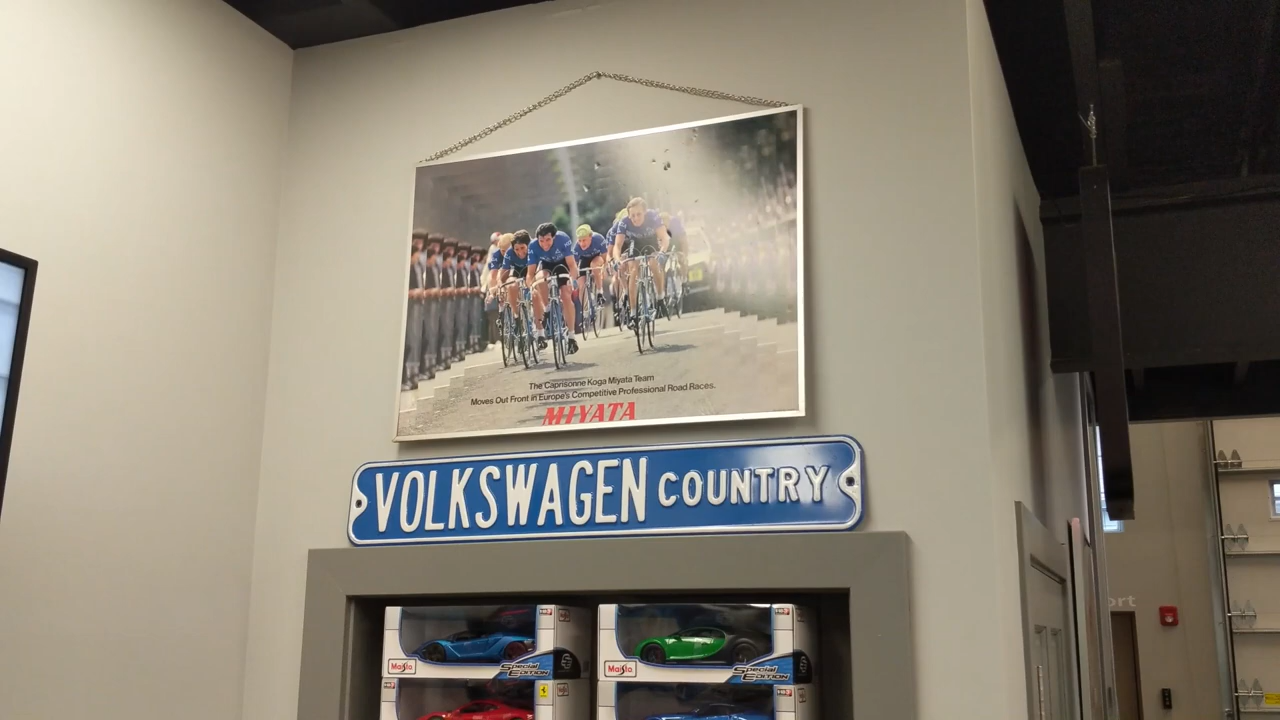 The Caprisonne Koga Miyata Team
Moves Out Front in Europe's Competitive Professional Road Races.
MIYATA
VOLKSWAGEN COUNTRY
Maisto
Special
EDITION
Maisto
Special
EDITION
ort